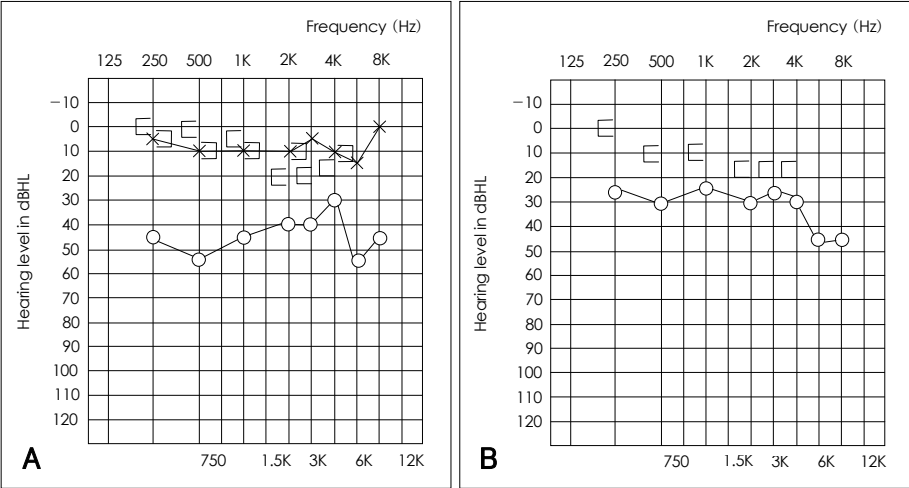 Frequency (Hz)
125 250 500 1K 2K 4K 8K
−10
0
10
20
30
40
50
60
70
80
90
100
110
120
Hearing level in dBHL
750 1.5K 3K 6K 12K
A
Frequency (Hz)
125 250 500 1K 2K 4K 8K
−10
0
10
20
30
40
50
60
70
80
90
100
110
120
Hearing level in dBHL
750 1.5K 3K 6K 12K
B